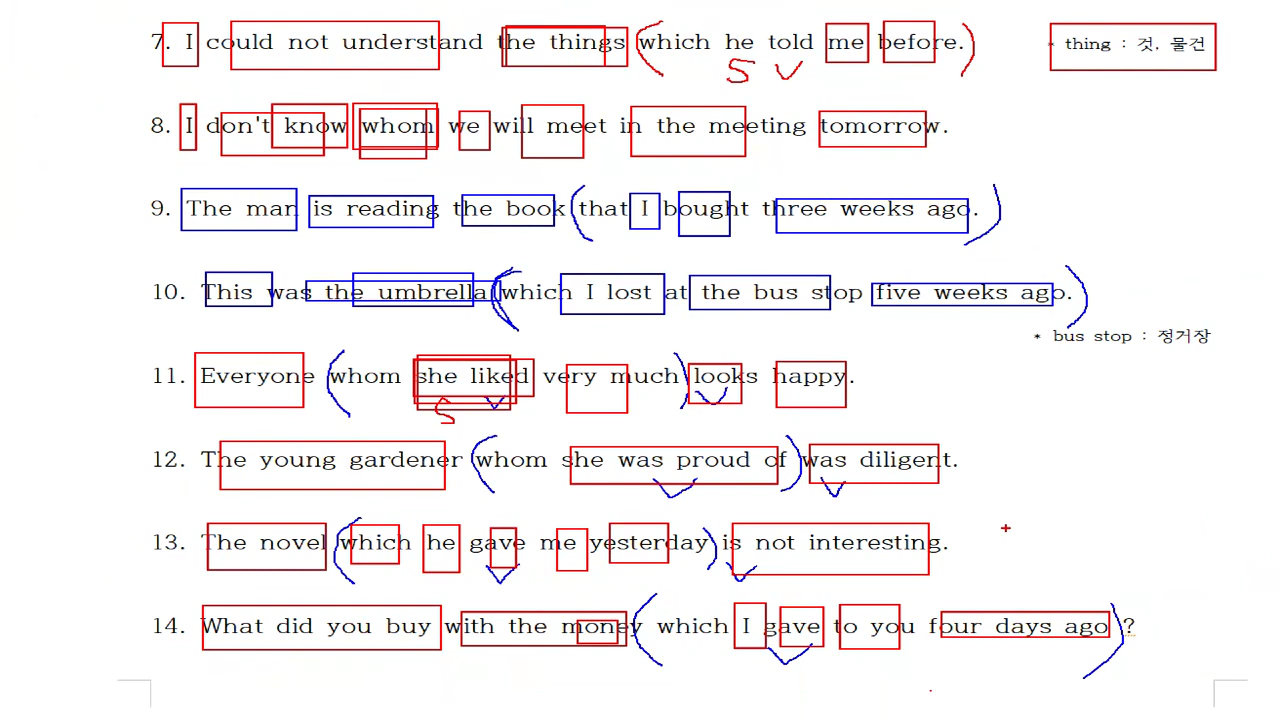 7. I could not understand the things which he told me before.
* thing : 것, 물건
S V
8. I don't know whom we will meet in the meeting tomorrow.
9. The man is reading the book that I bought three weeks ago.
10. This was the umbrella which I lost at the bus stop five weeks ago.
* bus stop : 정거장
11. Everyone whom she liked very much looks happy.
S
12. The young gardener whom she was proud of was diligent.
13. The novel which he gave me yesterday is not interesting.
14. What did you buy with the money which I gave to you four days ago ?